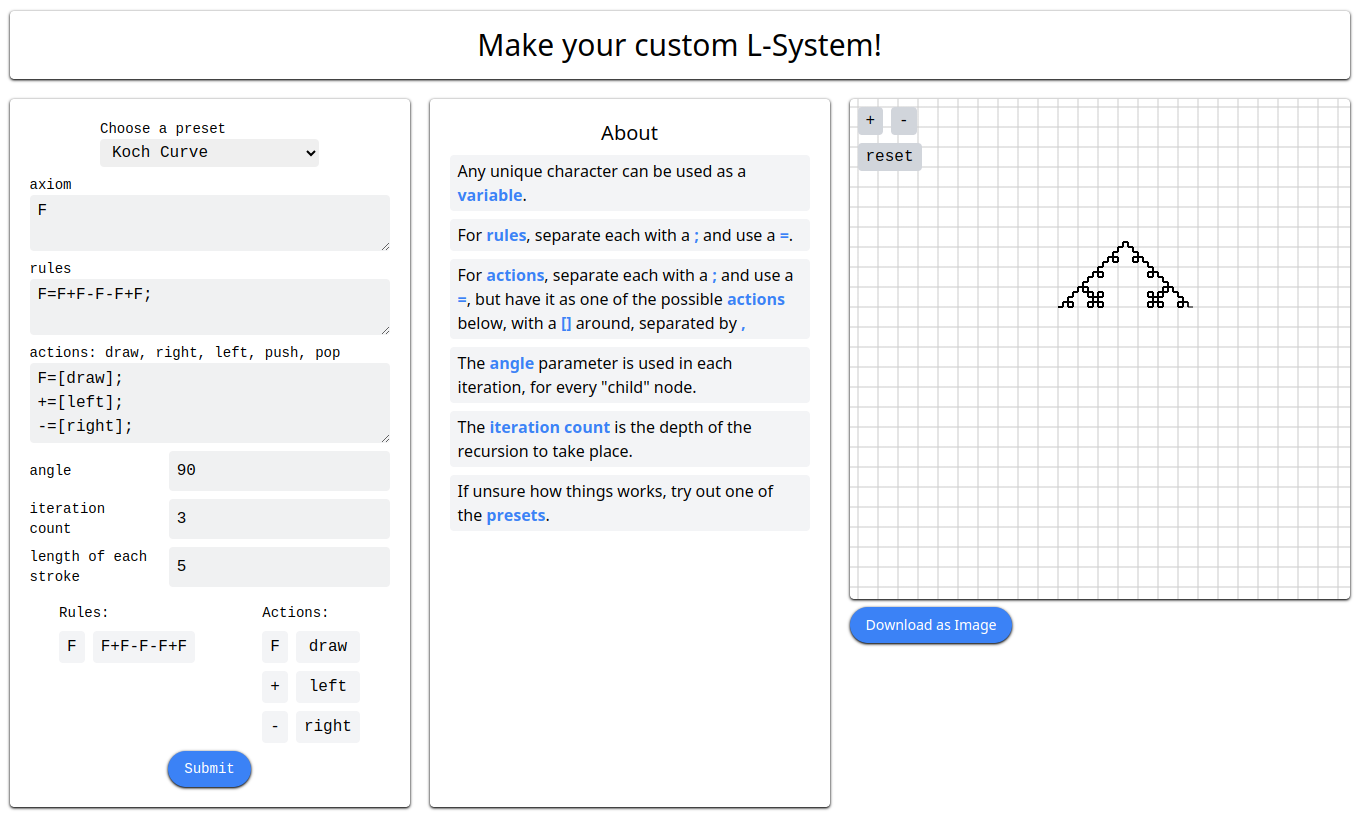 Make your custom L-System!
Choose a preset
Koch Curve
axiom
F
rules
F=F+F-F-F+F;
actions: draw, right, left, push, pop
F=[draw];
+=[left];
-=[right];
angle
90
iteration
count
3
length of each
stroke
5
Rules:
F F+F-F-F+F
Actions:
F draw
+ left
- right
Submit
About
Any unique character can be used as a
variable.
For rules, separate each with a ; and use a =.
For actions, separate each with a ; and use a
=, but have it as one of the possible actions
below, with a [] around, separated by ,
The angle parameter is used in each
iteration, for every "child" node.
The iteration count is the depth of the
recursion to take place.
If unsure how things works, try out one of
the presets.
+ -
reset
Download as Image